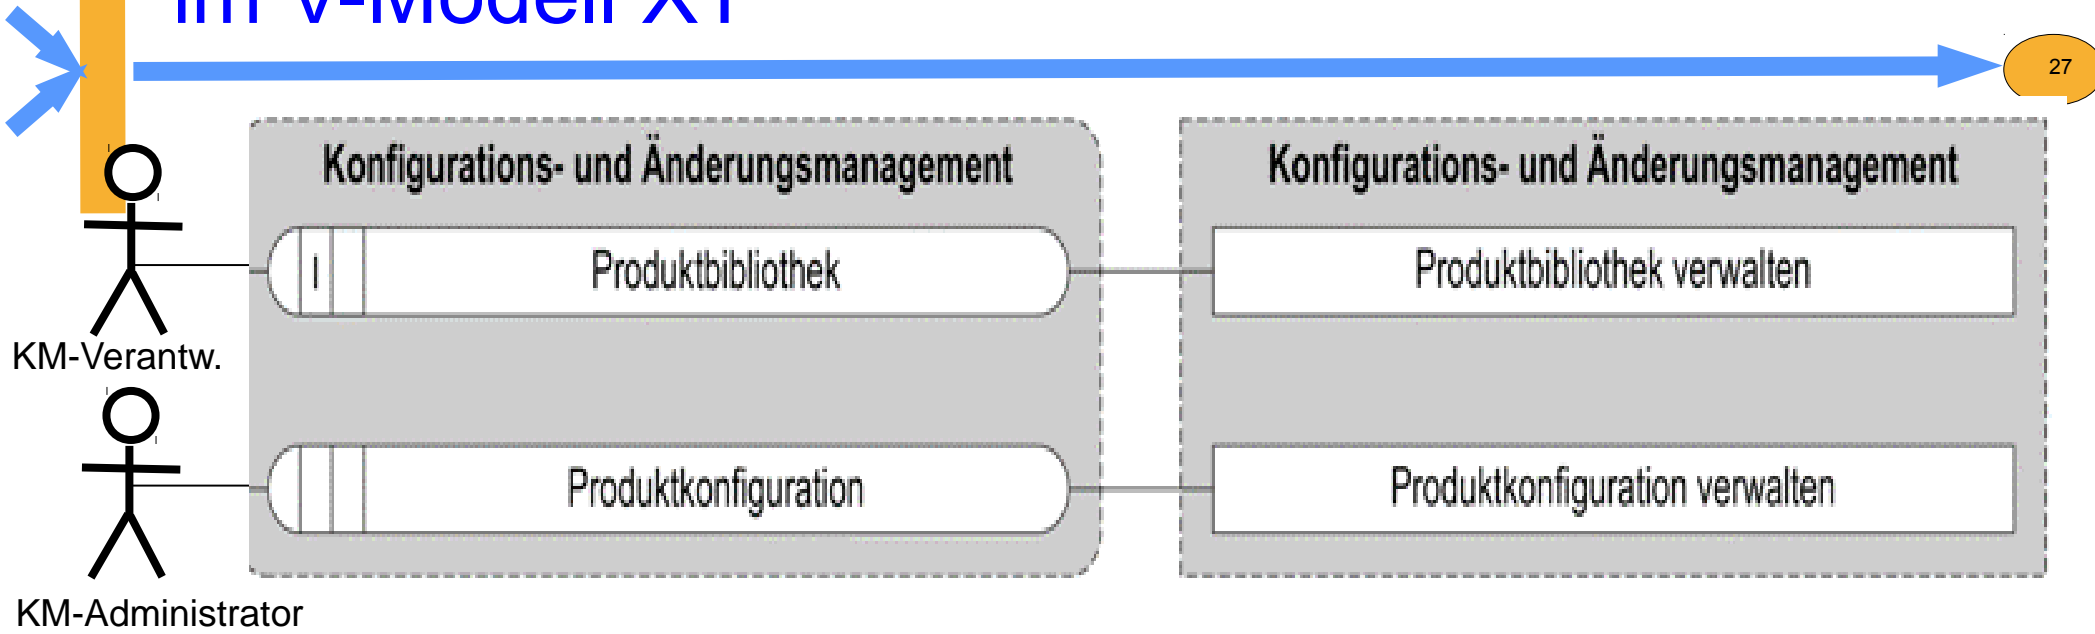 im V-Modell XT
27
Konfigurations- und Änderungsmanagement
Konfigurations- und Änderungsmanagement
I
Produktbibliothek
Produktbibliothek verwalten
KM-Verantw.
Produktkonfiguration
Produktkonfiguration verwalten
KM-Administrator